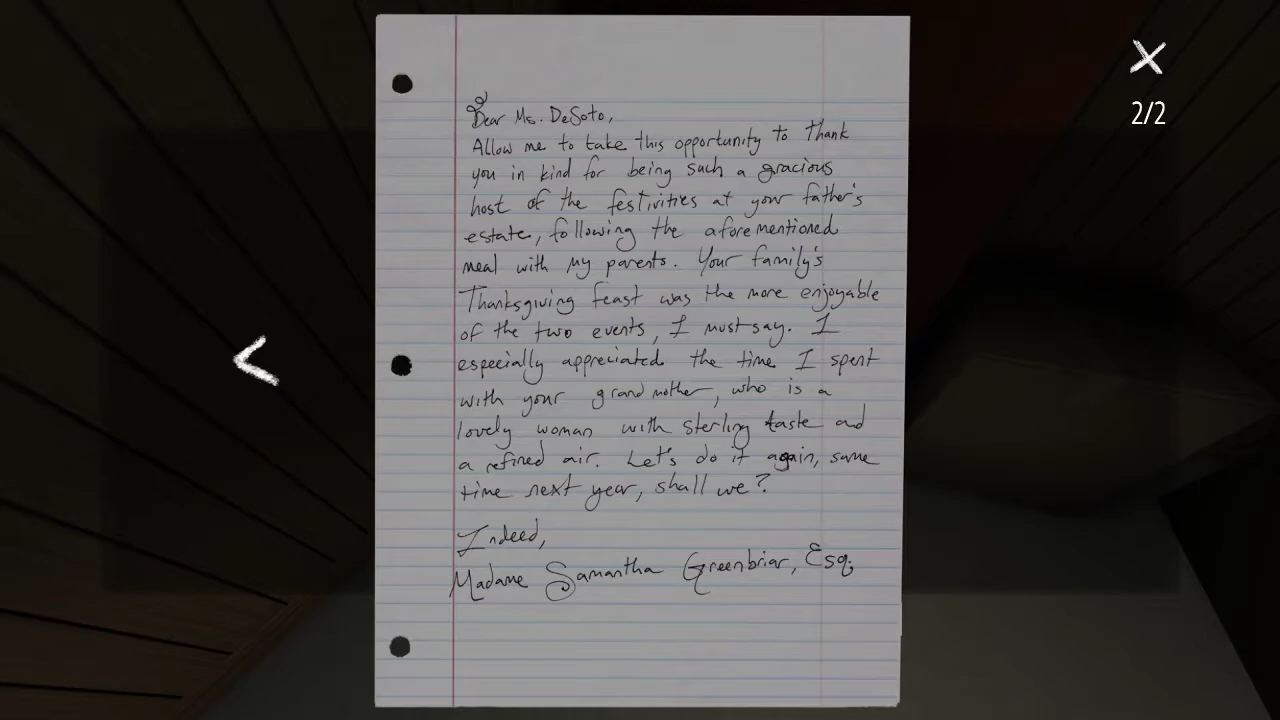 2/2
Dear Ms. DeSoto,
Allow me to take this opportunity to thank
you in kind for being such a gracious
host of the festivities at your father's
estate, following the aforementioned
meal with my parents. Your family's
Thanksgiving feast was the more enjoyable
of the two events, I must say. I
especially appreciated the time I spent
with your grandmother, who is a
lovely woman with sterling taste and
a refined air. Let's do it again, same
time next year, shall we?
Indeed,
Madame Samantha Greenbriar, Esq.